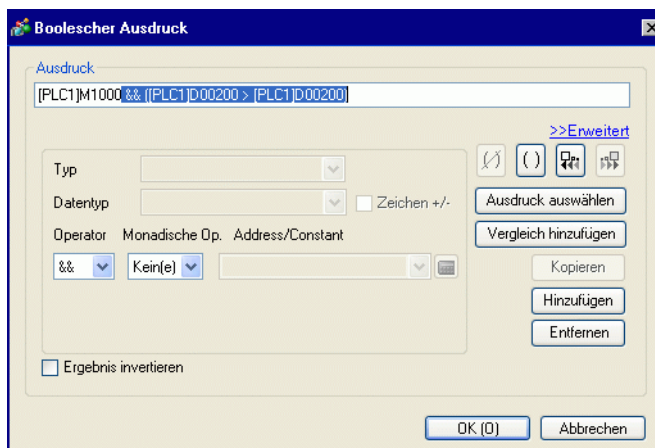 Boolescher Ausdruck
Ausdruck
[PLC1]M1000 && ([PLC1]D00200 > [PLC1]D00200)
>>Erweitert
( )
Typ
Datentyp
Zeichen +/-
Ausdruck auswählen
Operator Monadische Op. Address/Constant
Vergleich hinzufügen
&& Kein(e)
Kopieren
Hinzufügen
Entfernen
Ergebnis invertieren
OK (O) Abbrechen